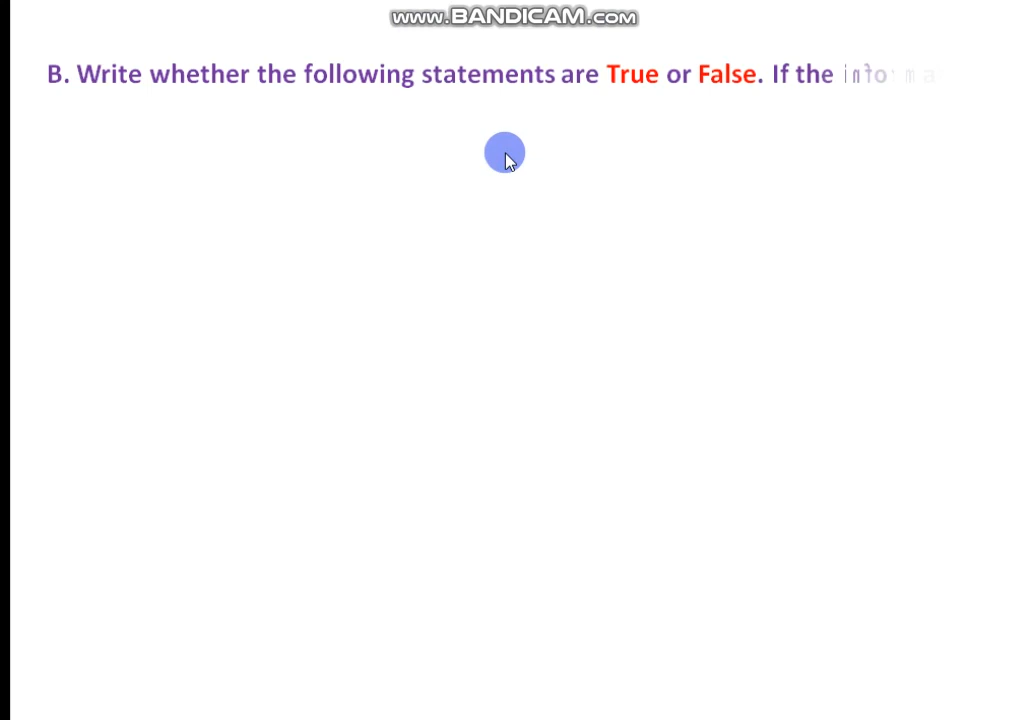 www.BANDICAM.com
B. Write whether the following statements are True or False. If the